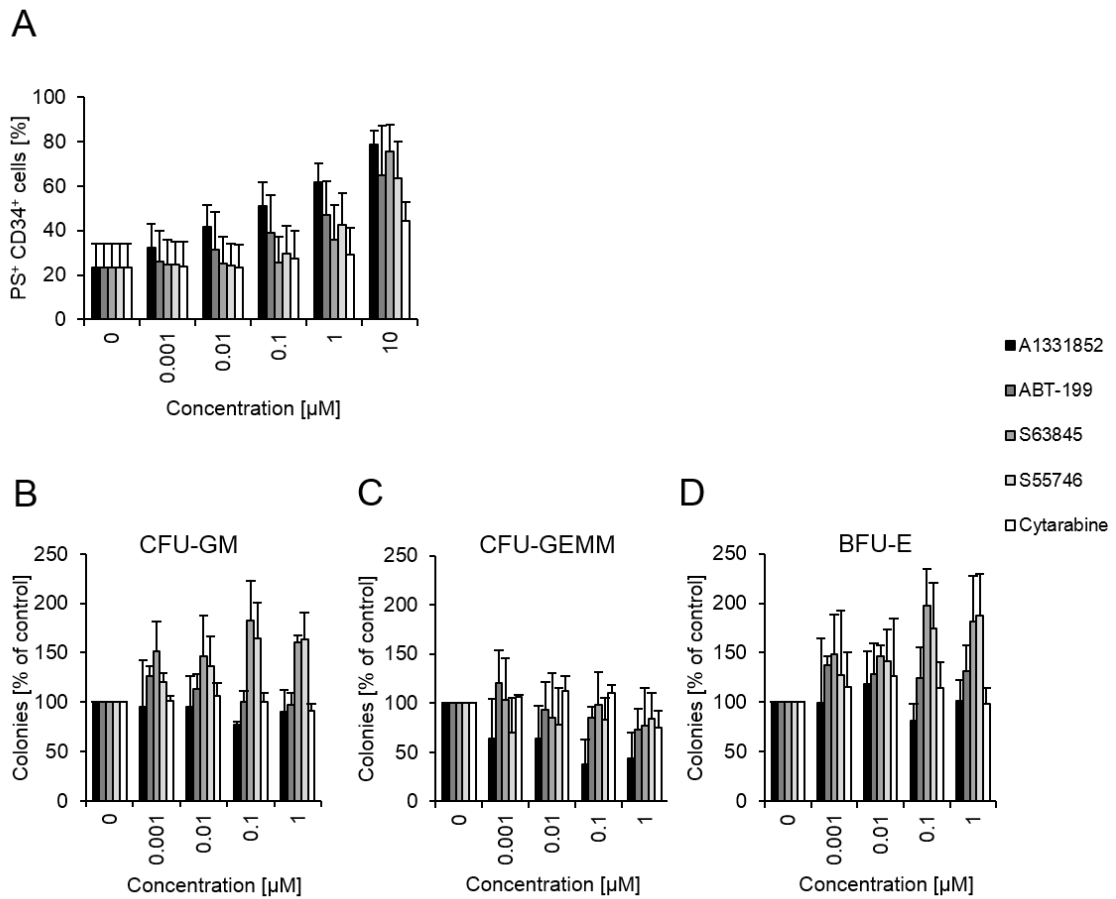 A
PS⁺ CD34⁺ cells [%]
100
80
60
40
20
0
0
0.001
0.01
0.1
1
10
Concentration [µM]
A1331852
ABT-199
S63845
S55746
Cytarabine
B
CFU-GM
Colonies [% of control]
250
200
150
100
50
0
0
0.001
0.01
0.1
1
Concentration [µM]
C
CFU-GEMM
Colonies [% of control]
250
200
150
100
50
0
0
0.001
0.01
0.1
1
Concentration [µM]
D
BFU-E
Colonies [% of control]
250
200
150
100
50
0
0
0.001
0.01
0.1
1
Concentration [µM]